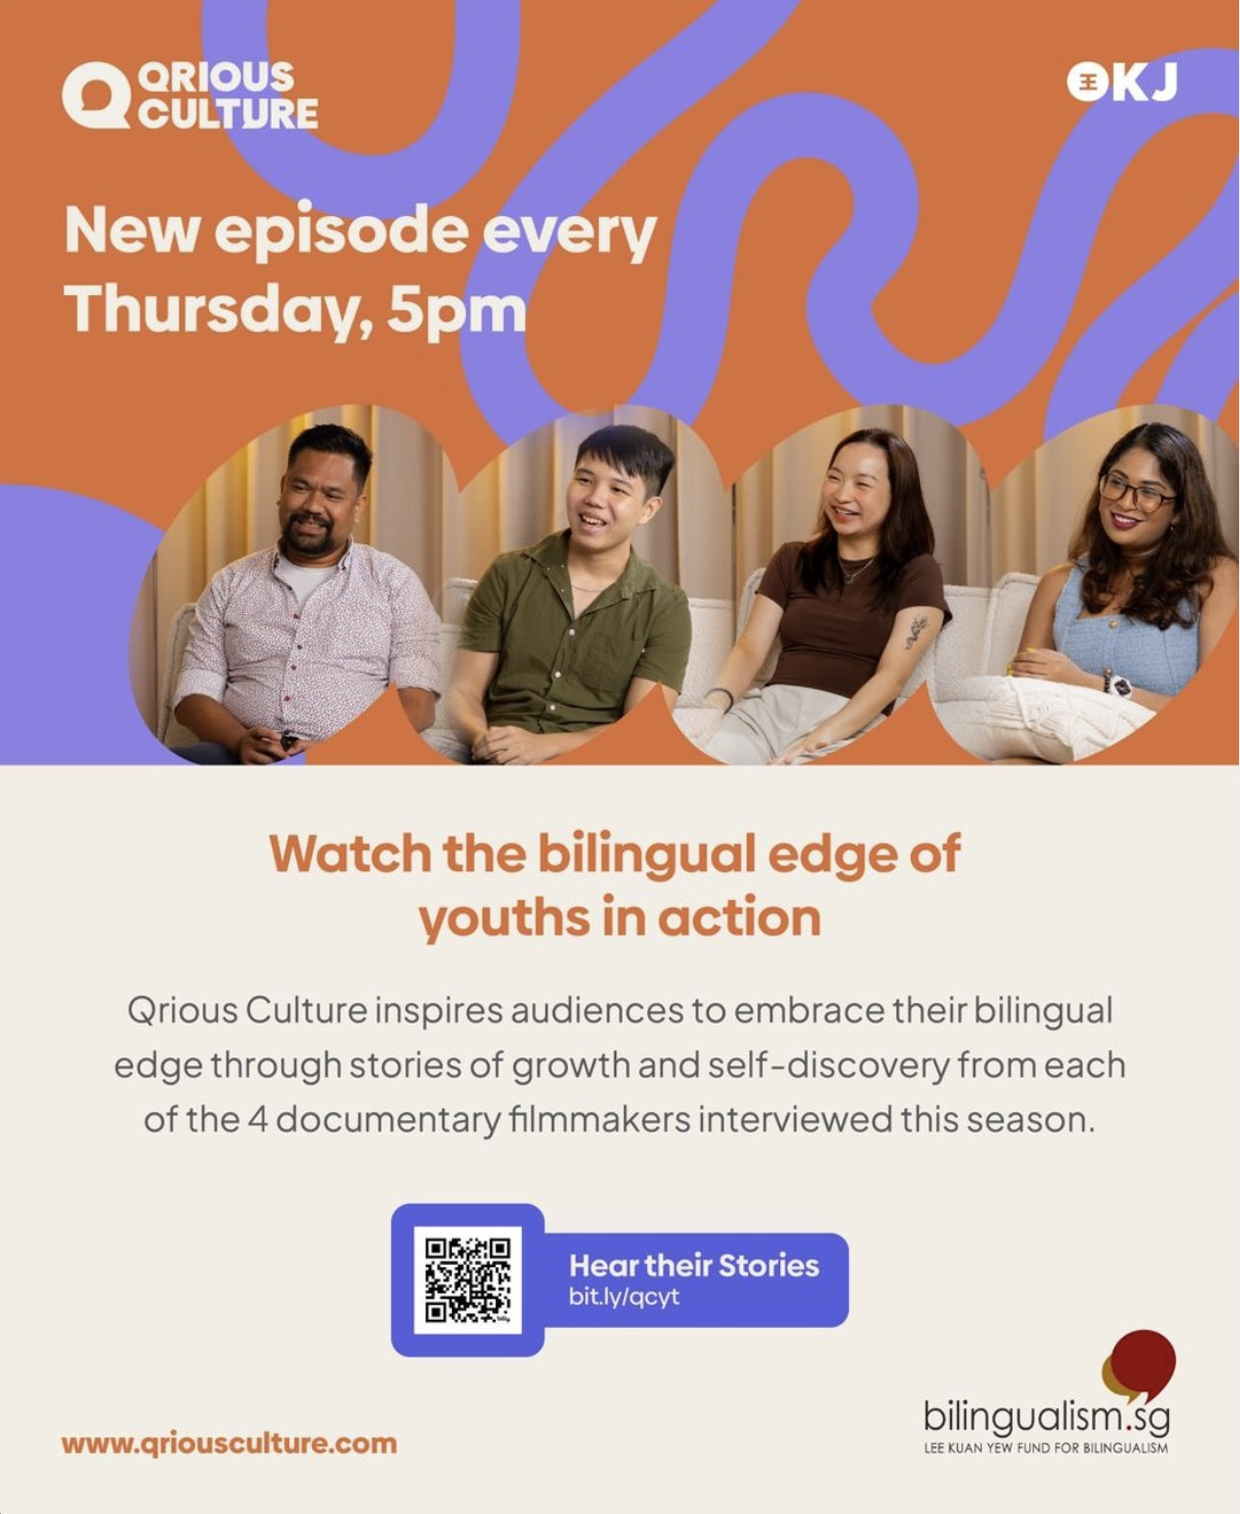 QRIOUS
CULTURE
OKJ
New episode every
Thursday, 5pm
Watch the bilingual edge of
youths in action
Qrious Culture inspires audiences to embrace their bilingual
edge through stories of growth and self-discovery from each
of the 4 documentary filmmakers interviewed this season.
Hear their Stories
bit.ly/qcyt
bilingualism.sg
LEE KUAN YEW FUND FOR BILINGUALISM
www.qriousculture.com